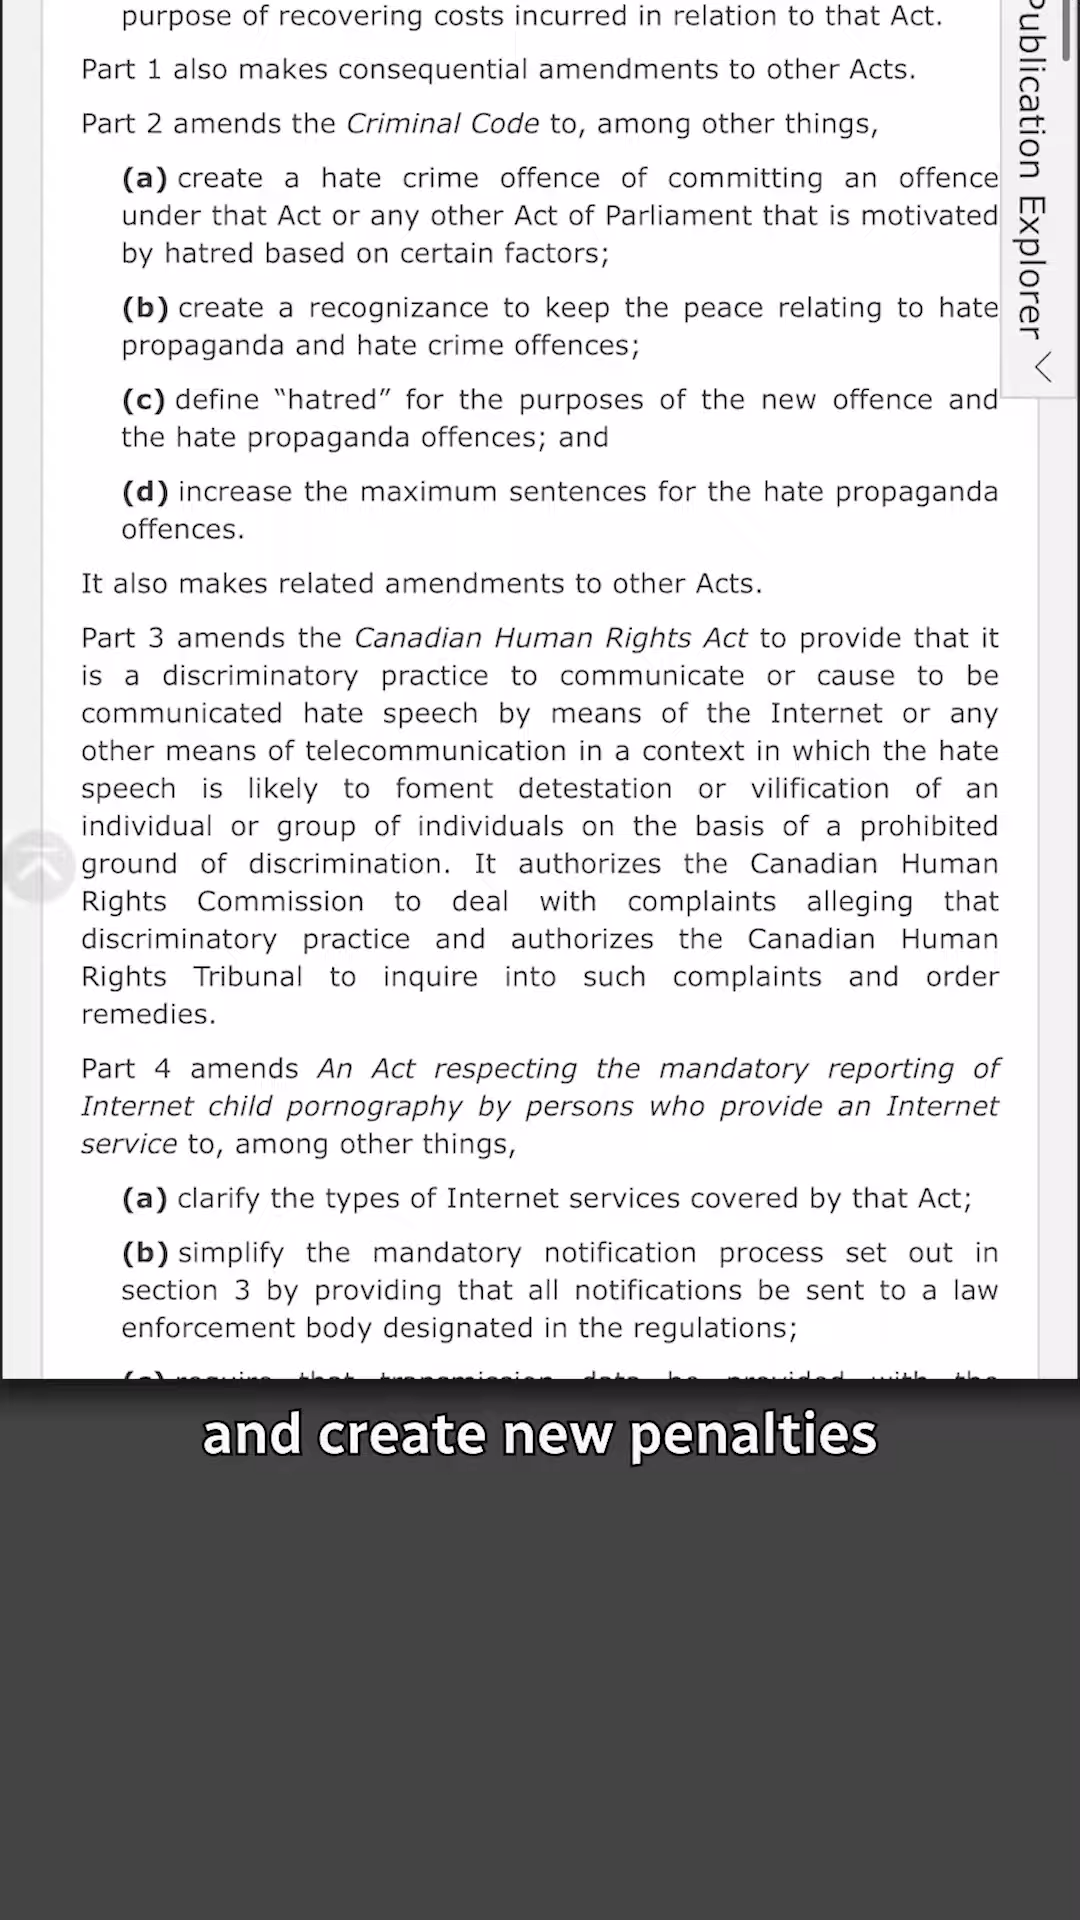 purpose of recovering costs incurred in relation to that Act.
Part 1 also makes consequential amendments to other Acts.
Part 2 amends the Criminal Code to, among other things,
(a) create a hate crime offence of committing an offence
under that Act or any other Act of Parliament that is motivated
by hatred based on certain factors;
(b) create a recognizance to keep the peace relating to hate
propaganda and hate crime offences;
(c) define “hatred” for the purposes of the new offence and
the hate propaganda offences; and
(d) increase the maximum sentences for the hate propaganda
offences.
It also makes related amendments to other Acts.
Part 3 amends the Canadian Human Rights Act to provide that it
is a discriminatory practice to communicate or cause to be
communicated hate speech by means of the Internet or any
other means of telecommunication in a context in which the hate
speech is likely to foment detestation or vilification of an
individual or group of individuals on the basis of a prohibited
ground of discrimination. It authorizes the Canadian Human
Rights Commission to deal with complaints alleging that
discriminatory practice and authorizes the Canadian Human
Rights Tribunal to inquire into such complaints and order
remedies.
Part 4 amends An Act respecting the mandatory reporting of
Internet child pornography by persons who provide an Internet
service to, among other things,
(a) clarify the types of Internet services covered by that Act;
(b) simplify the mandatory notification process set out in
section 3 by providing that all notifications be sent to a law
enforcement body designated in the regulations;
(c) require that transmission data be provided with the
Publication Explorer
and create new penalties